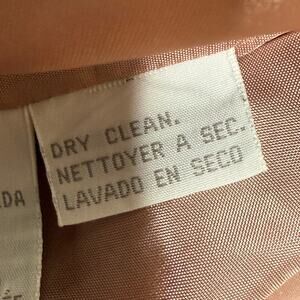 DRY CLEAN.
NETTOYER A SEC.
LAVADO EN SECO